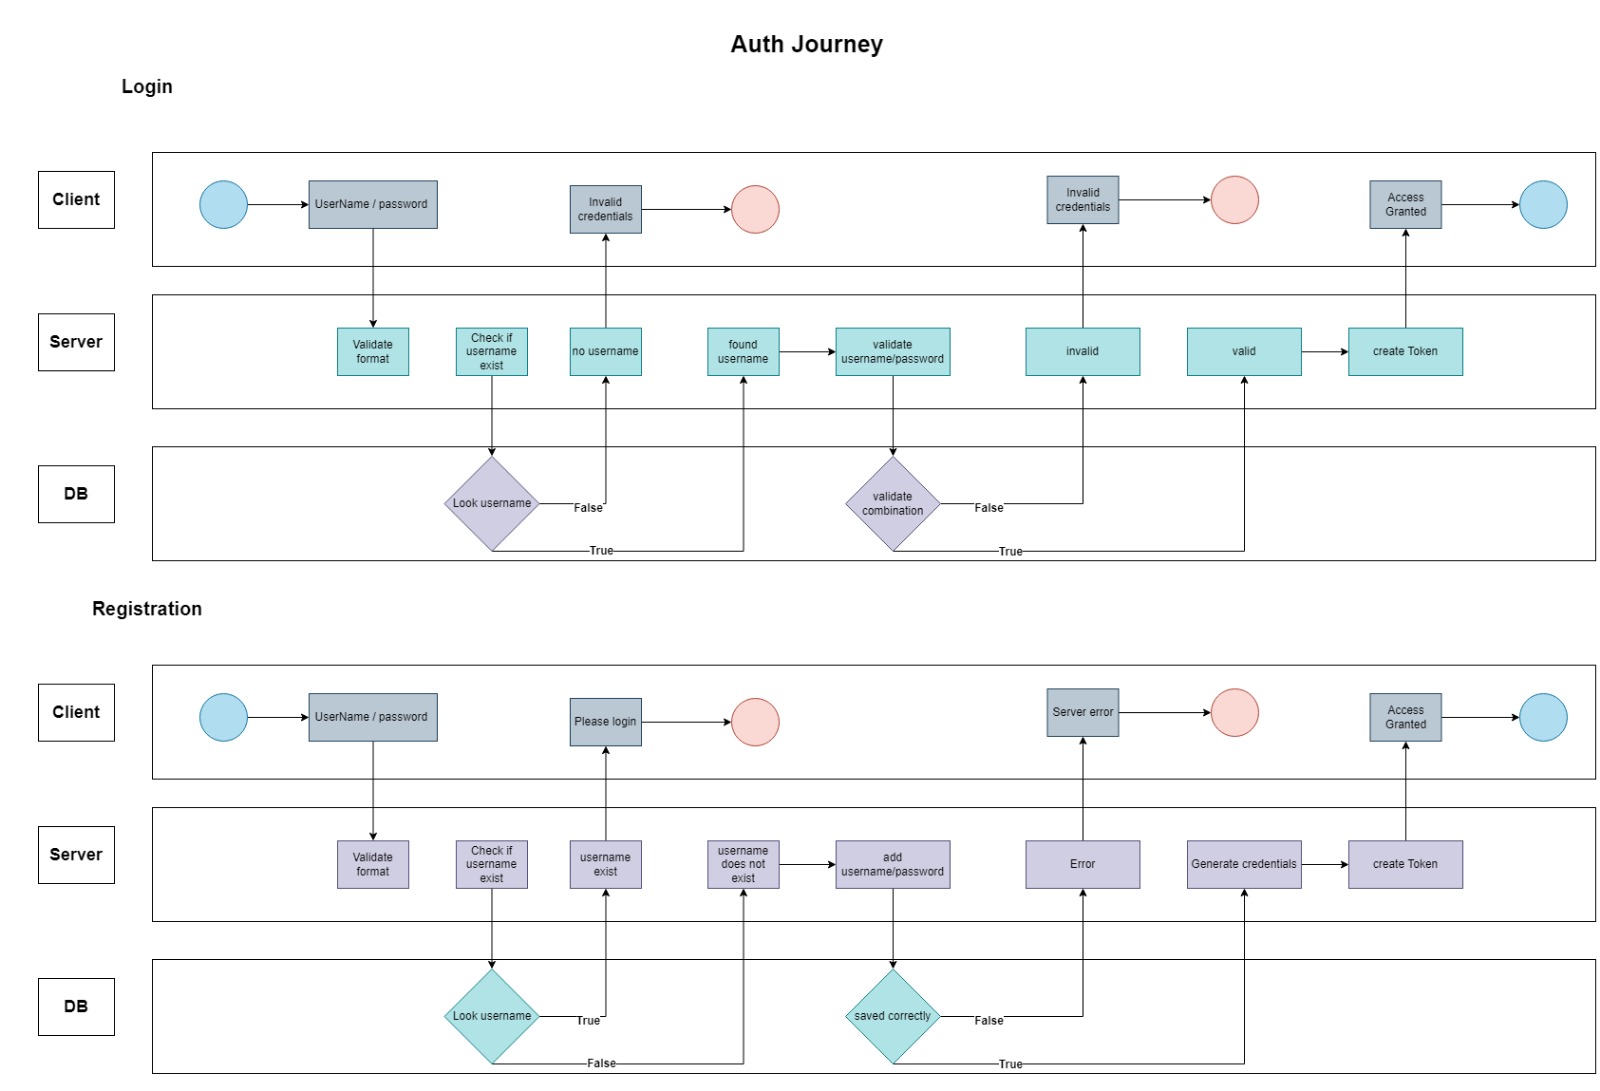 Auth Journey
Login
Client
UserName / password
Invalid
credentials
Invalid
credentials
Access
Granted
Server
Validate
format
Check if
username
exist
no username
found
username
validate
username/password
invalid
valid
create Token
DB
Look username
False
True
validate
combination
False
True
Registration
Client
UserName / password
Please login
Server error
Access
Granted
Server
Validate
format
Check if
username
exist
username
exist
username
does not
exist
add
username/password
Error
Generate credentials
create Token
DB
Look username
True
False
saved correctly
False
True